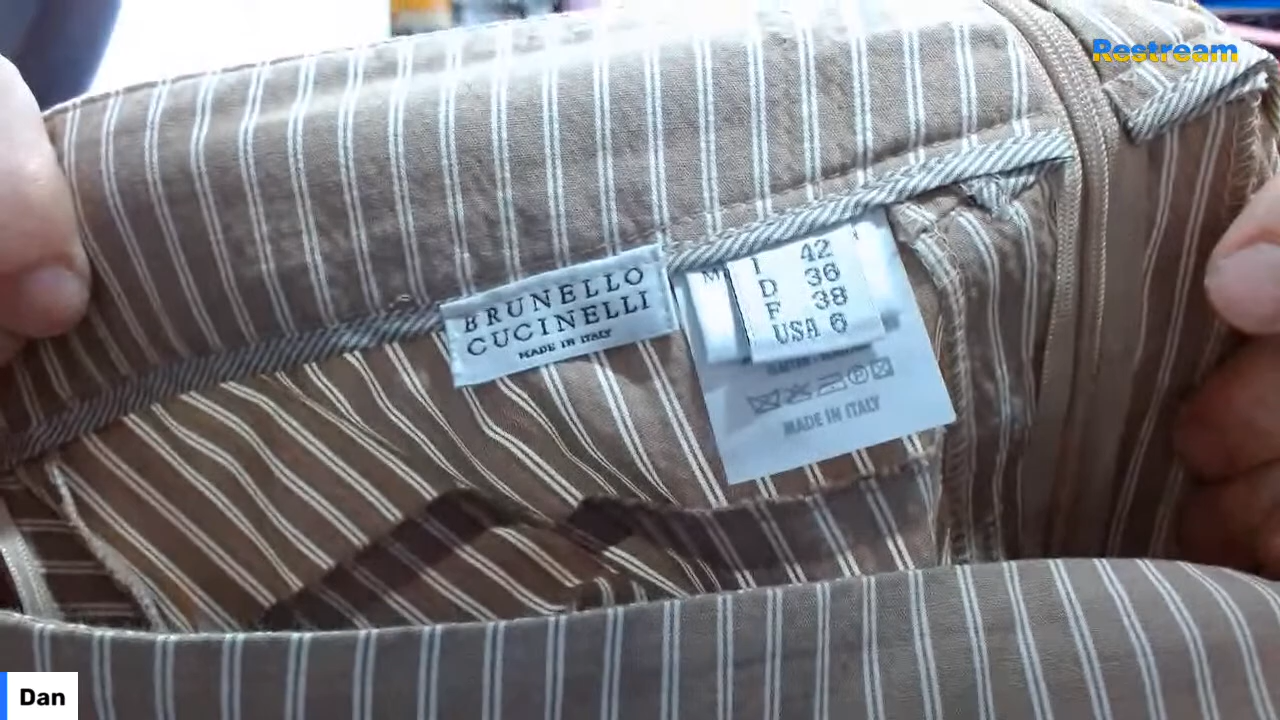 Restream
BRUNELLO
CUCINELLI
MADE IN ITALY
M
I 42
D 36
F 38
USA 6
MADE IN ITALY
Dan